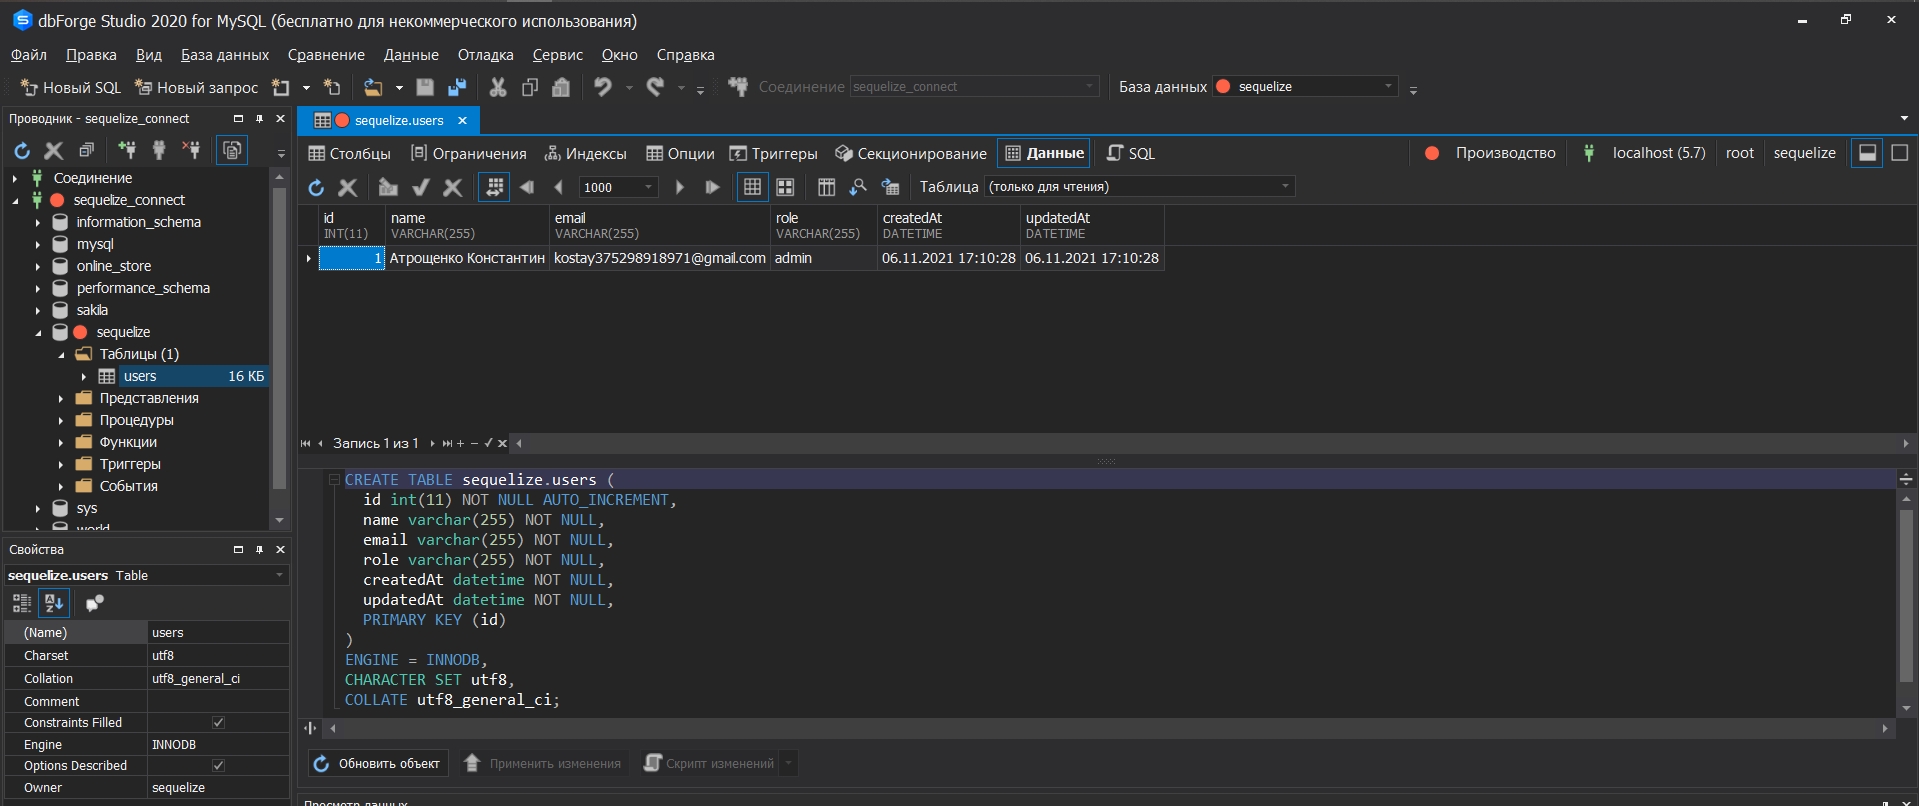 dbForge Studio 2020 for MySQL (бесплатно для некоммерческого использования)
Файл Правка Вид База данных Сравнение Данные Отладка Сервис Окно Справка
Новый SQL Новый запрос Соединение sequelize_connect База данных sequelize
Проводник - sequelize_connect
Соединение
sequelize_connect
information_schema
mysql
online_store
performance_schema
sakila
sequelize
Таблицы (1)
users 16 КБ
Представления
Процедуры
Функции
Триггеры
События
sys
world
Свойства
sequelize.users Table
(Name) users
Charset utf8
Collation utf8_general_ci
Comment
Constraints Filled
Engine INNODB
Options Described
Owner sequelize
sequelize.users
Столбцы Ограничения Индексы Опции Триггеры Секционирование Данные SQL Производство localhost (5.7) root sequelize
1000 Таблица (только для чтения)
id name email role createdAt updatedAt
INT(11) VARCHAR(255) VARCHAR(255) VARCHAR(255) DATETIME DATETIME
1 Атрощенко Константин kostay375298918971@gmail.com admin 06.11.2021 17:10:28 06.11.2021 17:10:28
Запись 1 из 1
CREATE TABLE sequelize.users (
id int(11) NOT NULL AUTO_INCREMENT,
name varchar(255) NOT NULL,
email varchar(255) NOT NULL,
role varchar(255) NOT NULL,
createdAt datetime NOT NULL,
updatedAt datetime NOT NULL,
PRIMARY KEY (id)
)
ENGINE = INNODB,
CHARACTER SET utf8,
COLLATE utf8_general_ci;
Обновить объект Применить изменения Скрипт изменений
Просмотр данных